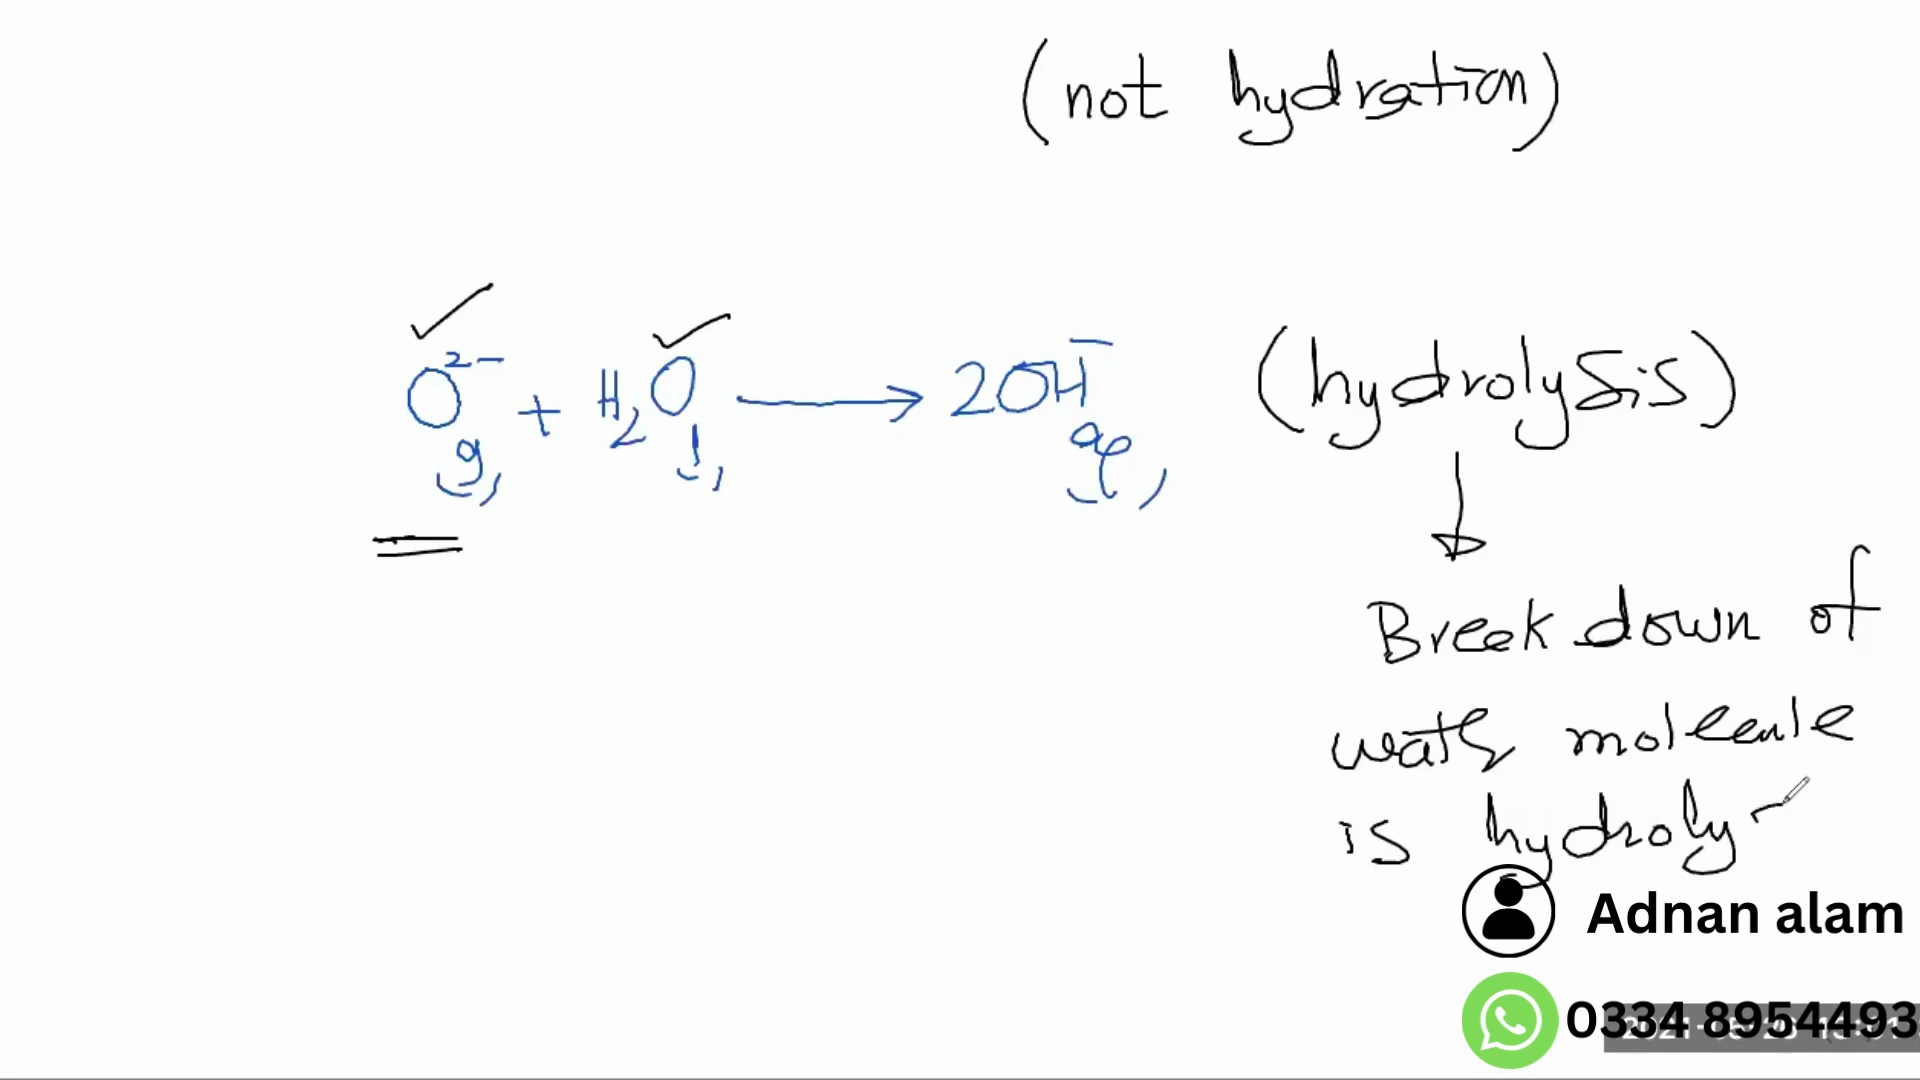 (not hydration)
O²⁻(g) + H₂O(l) ⟶ 2OH⁻(aq) (hydrolysis)
Break down of
water molecule
is hydroly
Adnan alam
0334 8954493